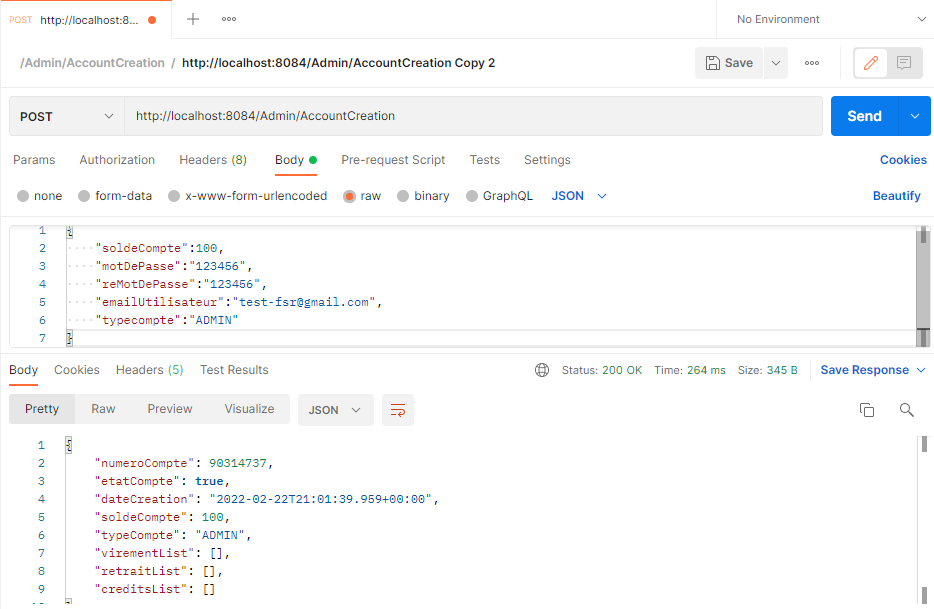 POST http://localhost:8... No Environment
/Admin/AccountCreation / http://localhost:8084/Admin/AccountCreation Copy 2 Save
POST http://localhost:8084/Admin/AccountCreation Send
Params Authorization Headers (8) Body Pre-request Script Tests Settings Cookies
none form-data x-www-form-urlencoded raw binary GraphQL JSON Beautify
1 {
2 "soldeCompte":100,
3 "motDePasse":"123456",
4 "reMotDePasse":"123456",
5 "emailUtilisateur":"test-fsr@gmail.com",
6 "typecompte":"ADMIN"
7 }
Body Cookies Headers (5) Test Results Status: 200 OK Time: 264 ms Size: 345 B Save Response
Pretty Raw Preview Visualize JSON
1 {
2 "numeroCompte": 90314737,
3 "etatCompte": true,
4 "dateCreation": "2022-02-22T21:01:39.959+00:00",
5 "soldeCompte": 100,
6 "typeCompte": "ADMIN",
7 "virementList": [],
8 "retraitList": [],
9 "creditsList": []